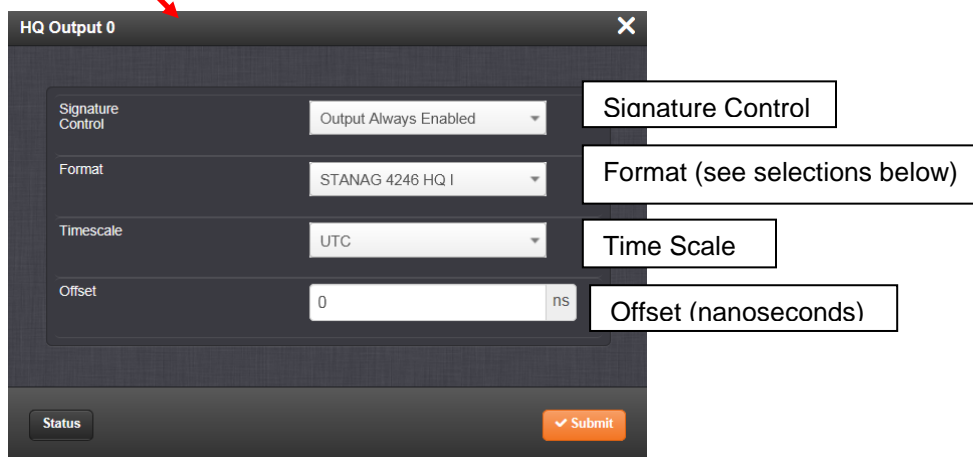 HQ Output 0
Signature
Control
Output Always Enabled
Signature Control
Format
STANAG 4246 HQ I
Format (see selections below)
Timescale
UTC
Time Scale
Offset
0
ns
Offset (nanoseconds)
Status
Submit